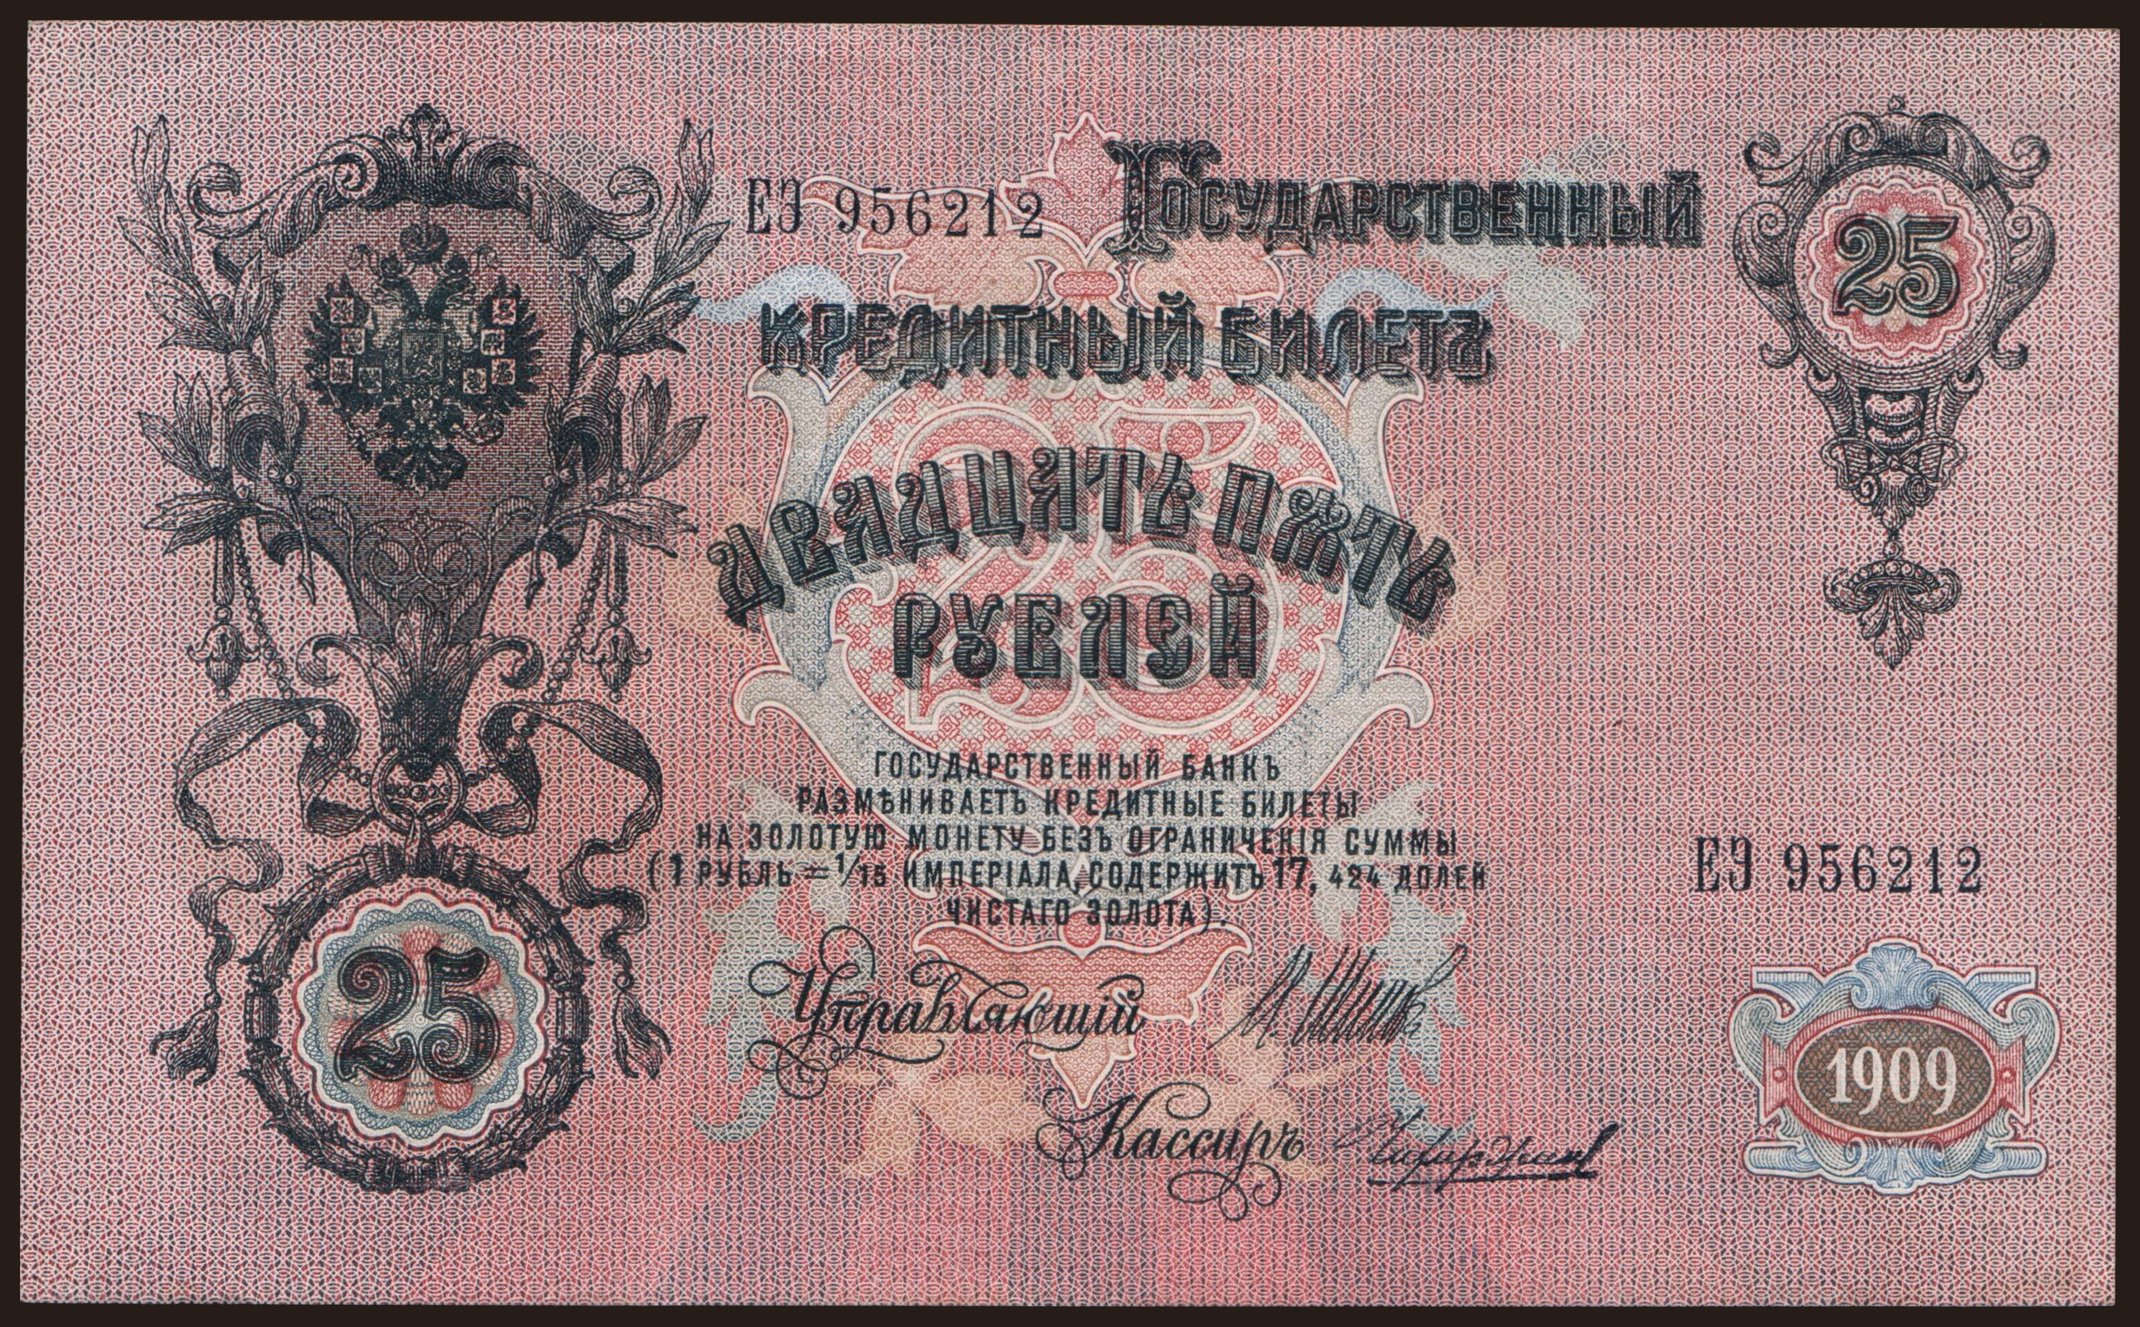 ЕЭ 956212
ГОСУДАРСТВЕННЫЙ
КРЕДИТНЫЙ БИЛЕТЪ
25
25
ДВАДЦАТЬ ПЯТЬ
РУБЛЕЙ
ГОСУДАРСТВЕННЫЙ БАНКЪ
РАЗМѢНИВАЕТЪ КРЕДИТНЫЕ БИЛЕТЫ
НА ЗОЛОТУЮ МОНЕТУ БЕЗЪ ОГРАНИЧЕНІЯ СУММЫ
(1 РУБЛЬ = 1/15 ИМПЕРІАЛА, СОДЕРЖИТЪ 17, 424 ДОЛЕЙ
ЧИСТАГО ЗОЛОТА).
ЕЭ 956212
25
Управляющій
Кассиръ
1909